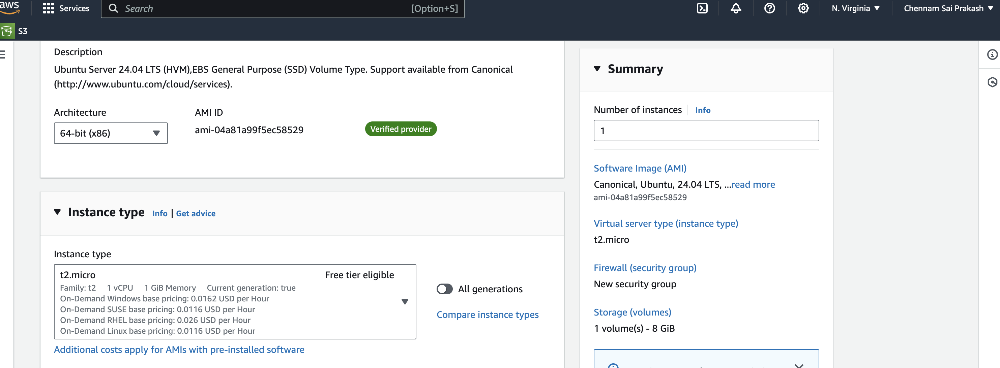 aws
Services
Search
[Option+S]
N. Virginia
Chennam Sai Prakash
S3
Description
Ubuntu Server 24.04 LTS (HVM),EBS General Purpose (SSD) Volume Type. Support available from Canonical
(http://www.ubuntu.com/cloud/services).
Architecture
AMI ID
64-bit (x86)
ami-04a81a99f5ec58529
Verified provider
Instance type Info | Get advice
Instance type
t2.micro
Free tier eligible
Family: t2 1 vCPU 1 GiB Memory Current generation: true
On-Demand Windows base pricing: 0.0162 USD per Hour
On-Demand SUSE base pricing: 0.0116 USD per Hour
On-Demand RHEL base pricing: 0.026 USD per Hour
On-Demand Linux base pricing: 0.0116 USD per Hour
All generations
Compare instance types
Additional costs apply for AMIs with pre-installed software
Summary
Number of instances Info
1
Software Image (AMI)
Canonical, Ubuntu, 24.04 LTS, ...read more
ami-04a81a99f5ec58529
Virtual server type (instance type)
t2.micro
Firewall (security group)
New security group
Storage (volumes)
1 volume(s) - 8 GiB